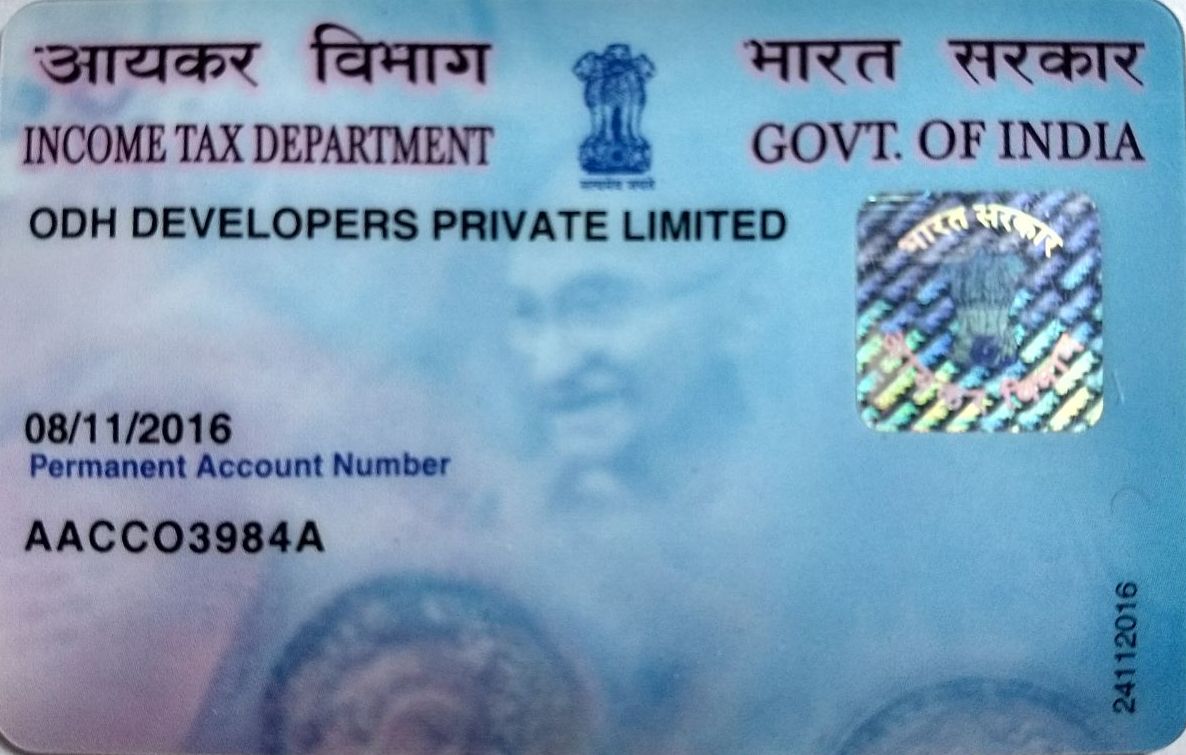 आयकर विभाग
भारत सरकार
INCOME TAX DEPARTMENT
GOVT. OF INDIA
सत्यमेव जयते
ODH DEVELOPERS PRIVATE LIMITED
भारत सरकार
आयकर विभाग
08/11/2016
Permanent Account Number
AACCO3984A
24112016